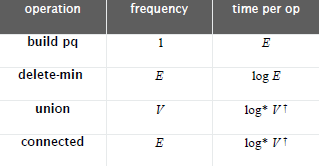 operation frequency time per op
build pq 1 E
delete-min E log E
union V log* V†
connected E log* V†